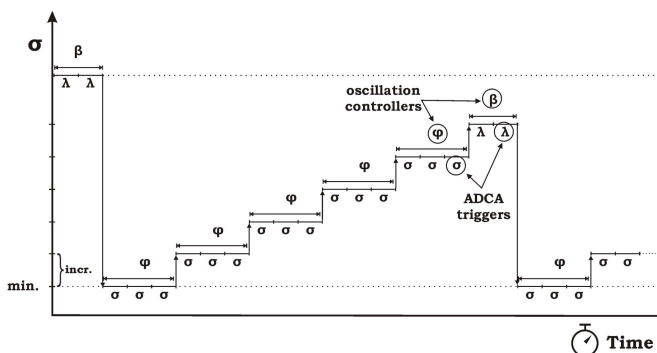 σ
β
λ λ
oscillation
controllers
β
φ
λ λ
φ
σ σ σ
ADCA
triggers
φ
σ σ σ
φ
σ σ σ
φ
σ σ σ
incr.
min.
φ
σ σ σ
φ
σ σ σ
σ σ
Time